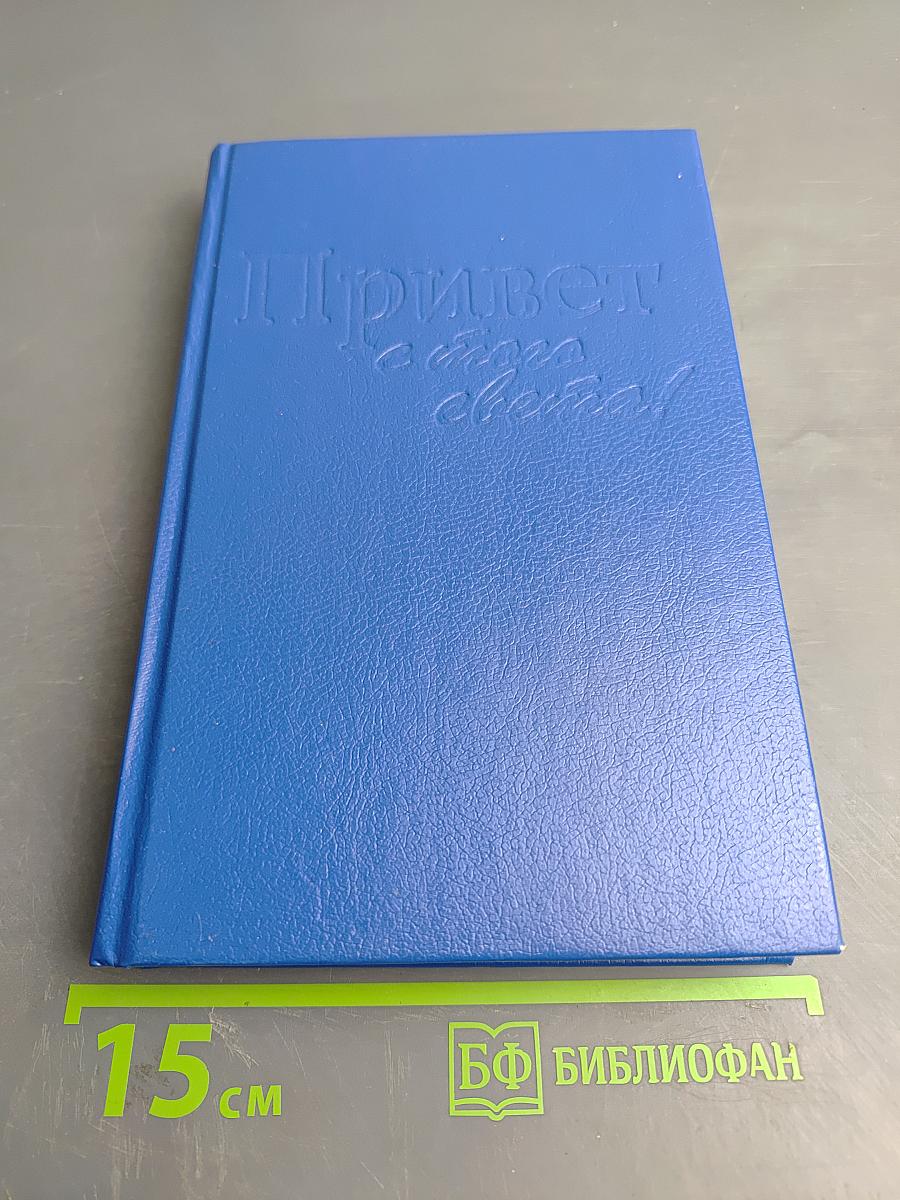 Привет
с того
света!
15 см
БФ БИБЛИОФАН